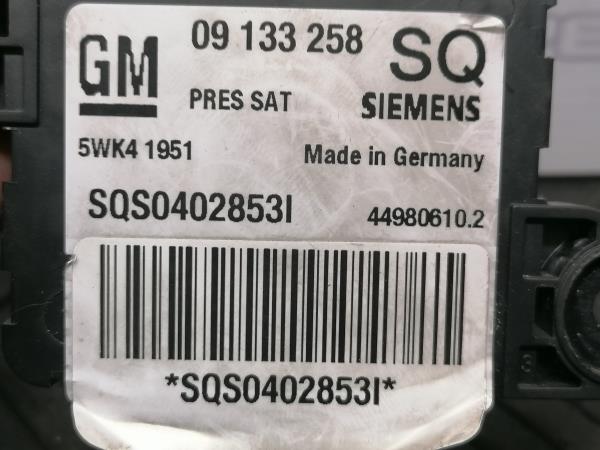 GM 09 133 258 SQ
PRES SAT SIEMENS
5WK4 1951 Made in Germany
SQS0402853I 44980610.2
*SQS0402853I*